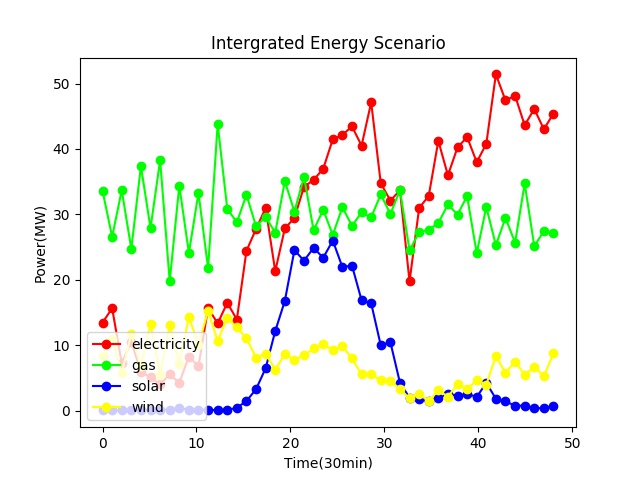 Intergrated Energy Scenario
Power(MW)
50
40
30
20
10
0
electricity
gas
solar
wind
0 10 20 30 40 50
Time(30min)